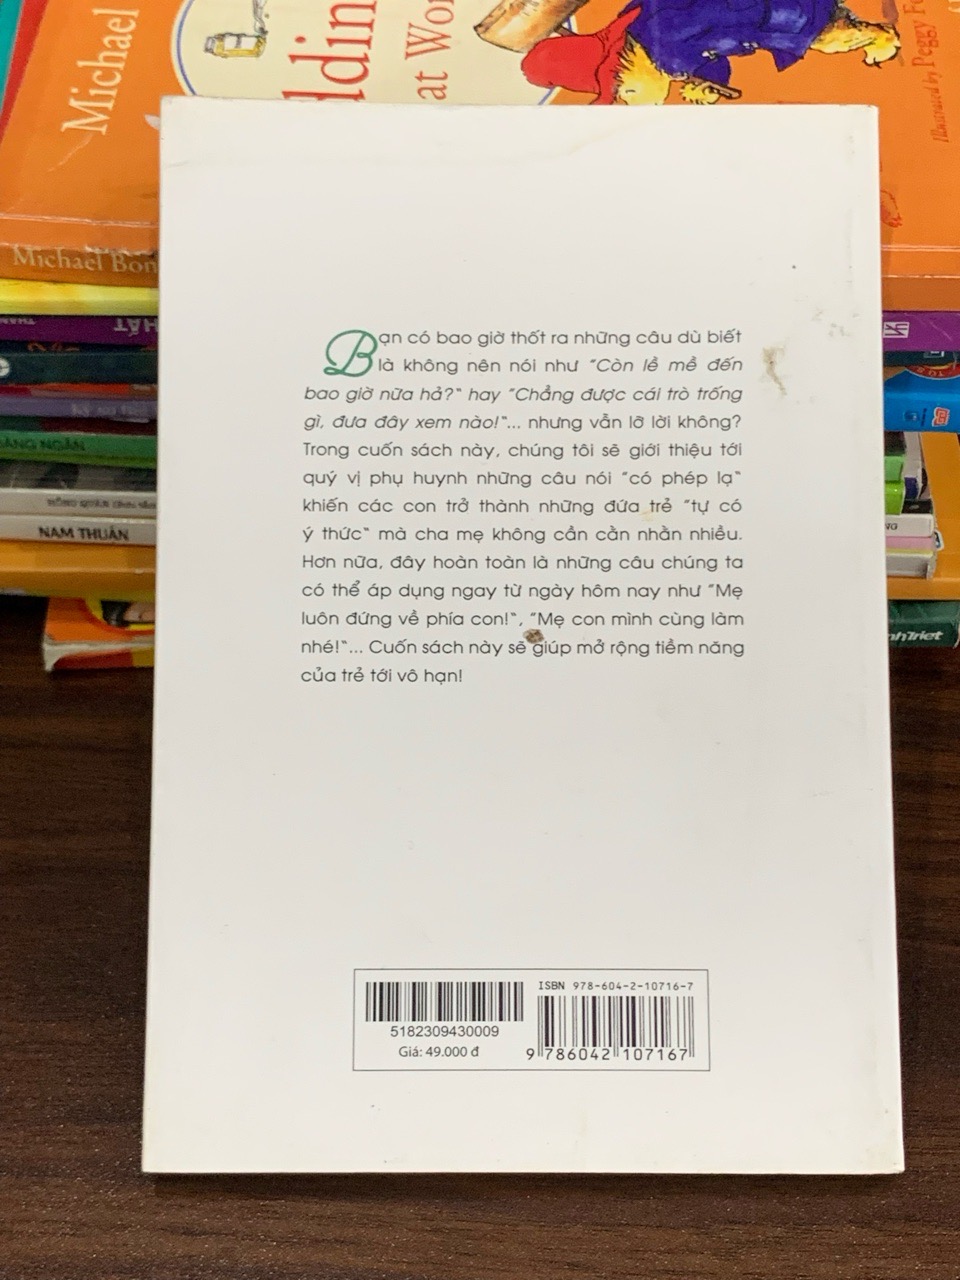 Michael
ddin
at Wor
Illustrated by Peggy Fo
Michael Bon
NAM THUÂN
Bạn có bao giờ thốt ra những câu dù biết
là không nên nói như "Còn lề mề đến
bao giờ nữa hả?" hay "Chẳng được cái trò trống
gì, đưa đây xem nào!"... nhưng vẫn lỡ lời không?
Trong cuốn sách này, chúng tôi sẽ giới thiệu tới
quý vị phụ huynh những câu nói "có phép lạ"
khiến các con trở thành những đứa trẻ "tự có
ý thức" mà cha mẹ không cần cằn nhằn nhiều.
Hơn nữa, đây hoàn toàn là những câu chúng ta
có thể áp dụng ngay từ ngày hôm nay như "Mẹ
luôn đứng về phía con!", "Mẹ con mình cùng làm
nhé!"... Cuốn sách này sẽ giúp mở rộng tiềm năng
của trẻ tới vô hạn!
ISBN 978-604-2-10716-7
5182309430009
Giá: 49.000 đ
9 786042 107167